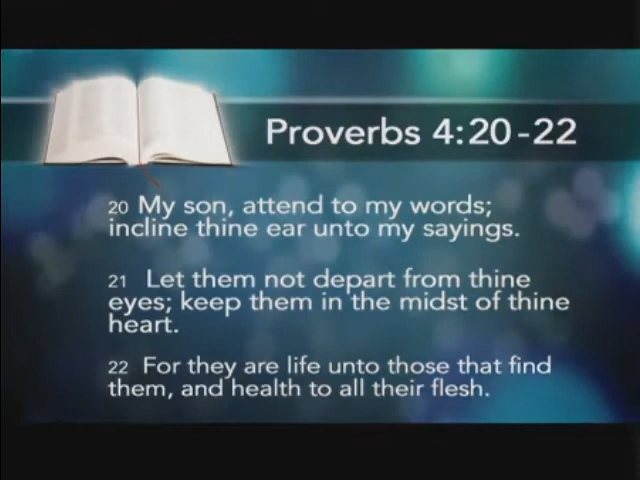 Proverbs 4:20-22
20 My son, attend to my words;
incline thine ear unto my sayings.
21 Let them not depart from thine
eyes; keep them in the midst of thine
heart.
22 For they are life unto those that find
them, and health to all their flesh.